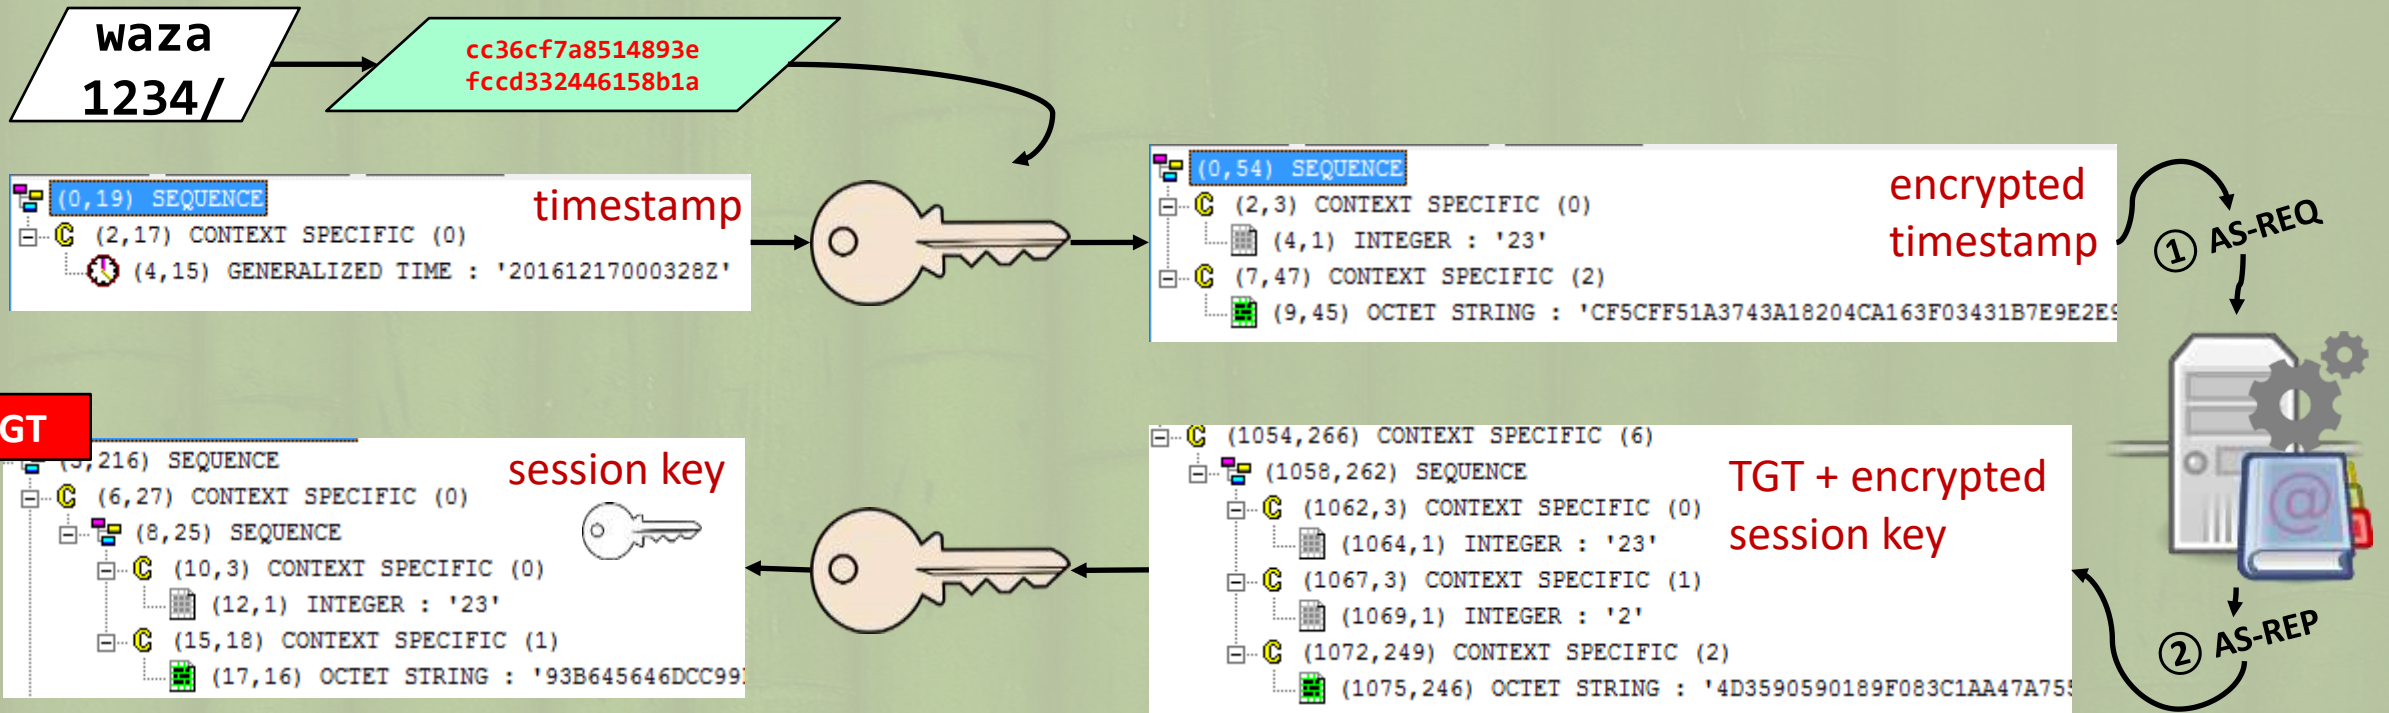 waza
1234/
cc36cf7a8514893e
fccd332446158b1a
(0,19) SEQUENCE
timestamp
C (2,17) CONTEXT SPECIFIC (0)
(4,15) GENERALIZED TIME : '20161217000328Z'
(0,54) SEQUENCE
encrypted
timestamp
C (2,3) CONTEXT SPECIFIC (0)
(4,1) INTEGER : '23'
C (7,47) CONTEXT SPECIFIC (2)
(9,45) OCTET STRING : 'CF5CFF51A3743A18204CA163F03431B7E9E2E9
① AS-REQ
GT
,216) SEQUENCE
session key
C (6,27) CONTEXT SPECIFIC (0)
(8,25) SEQUENCE
C (10,3) CONTEXT SPECIFIC (0)
(12,1) INTEGER : '23'
C (15,18) CONTEXT SPECIFIC (1)
(17,16) OCTET STRING : '93B645646DCC99
C (1054,266) CONTEXT SPECIFIC (6)
(1058,262) SEQUENCE
TGT + encrypted
session key
C (1062,3) CONTEXT SPECIFIC (0)
(1064,1) INTEGER : '23'
C (1067,3) CONTEXT SPECIFIC (1)
(1069,1) INTEGER : '2'
C (1072,249) CONTEXT SPECIFIC (2)
(1075,246) OCTET STRING : '4D3590590189F083C1AA47A755
@
② AS-REP